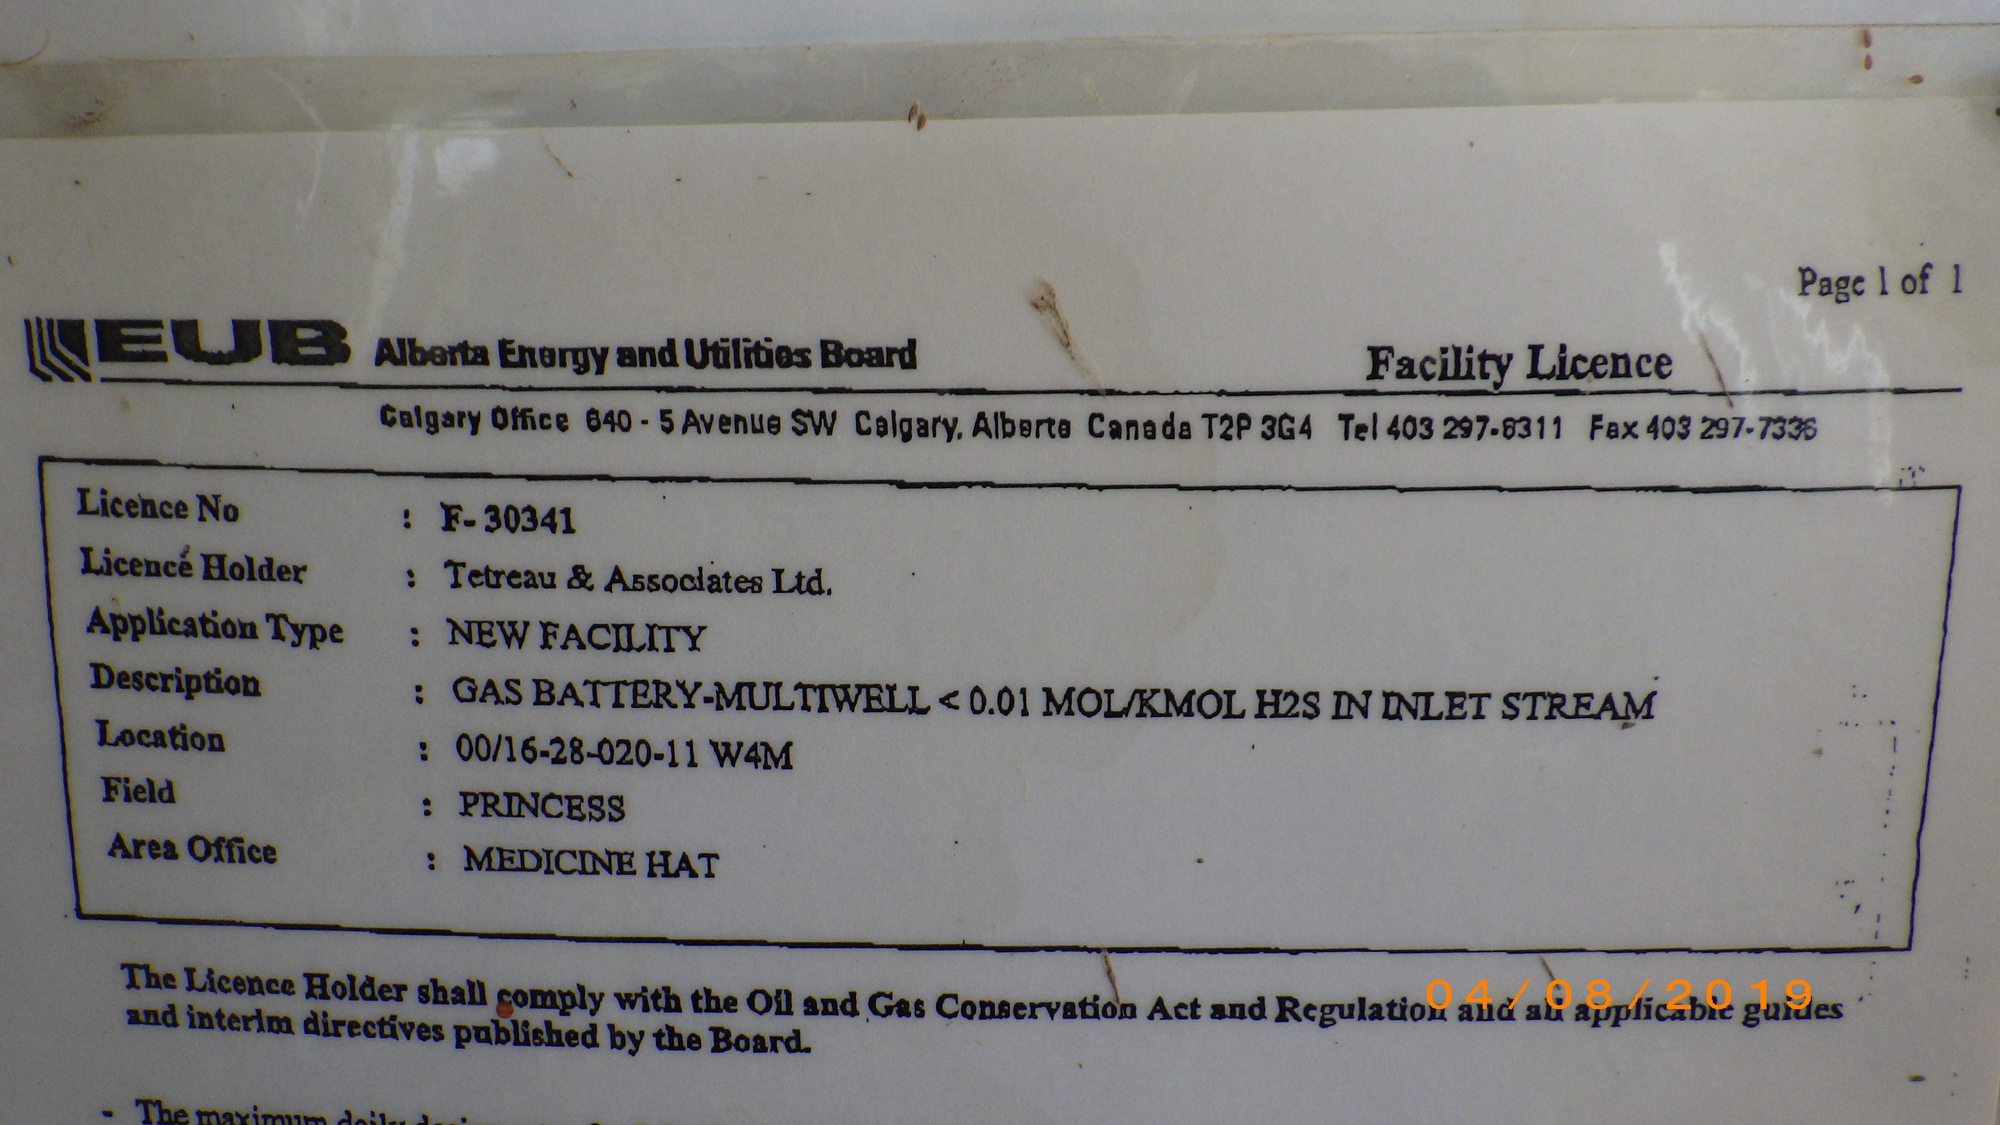 Page 1 of 1
EUB Alberta Energy and Utilities Board Facility Licence
Calgary Office 640 - 5 Avenue SW Calgary, Alberta Canada T2P 3G4 Tel 403 297-8311 Fax 403 297-7336
Licence No : F- 30341
Licence Holder : Tetreau & Associates Ltd.
Application Type : NEW FACILITY
Description : GAS BATTERY-MULTIWELL < 0.01 MOL/KMOL H2S IN INLET STREAM
Location : 00/16-28-020-11 W4M
Field : PRINCESS
Area Office : MEDICINE HAT
The Licence Holder shall comply with the Oil and Gas Conservation Act and Regulation and all applicable guides
and interim directives published by the Board.
04/08/2019
- The maximum daily